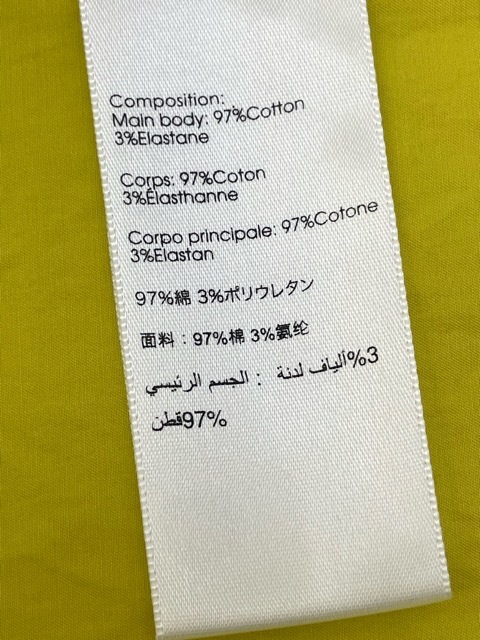 Composition:
Main body: 97%Cotton
3%Elastane
Corps: 97%Coton
3%Élasthanne
Corpo principale: 97%Cotone
3%Elastan
97%綿 3%ポリウレタン
面料：97%棉 3%氨纶
الجسم الرئيسي : ألياف لدنة %3
قطن97%